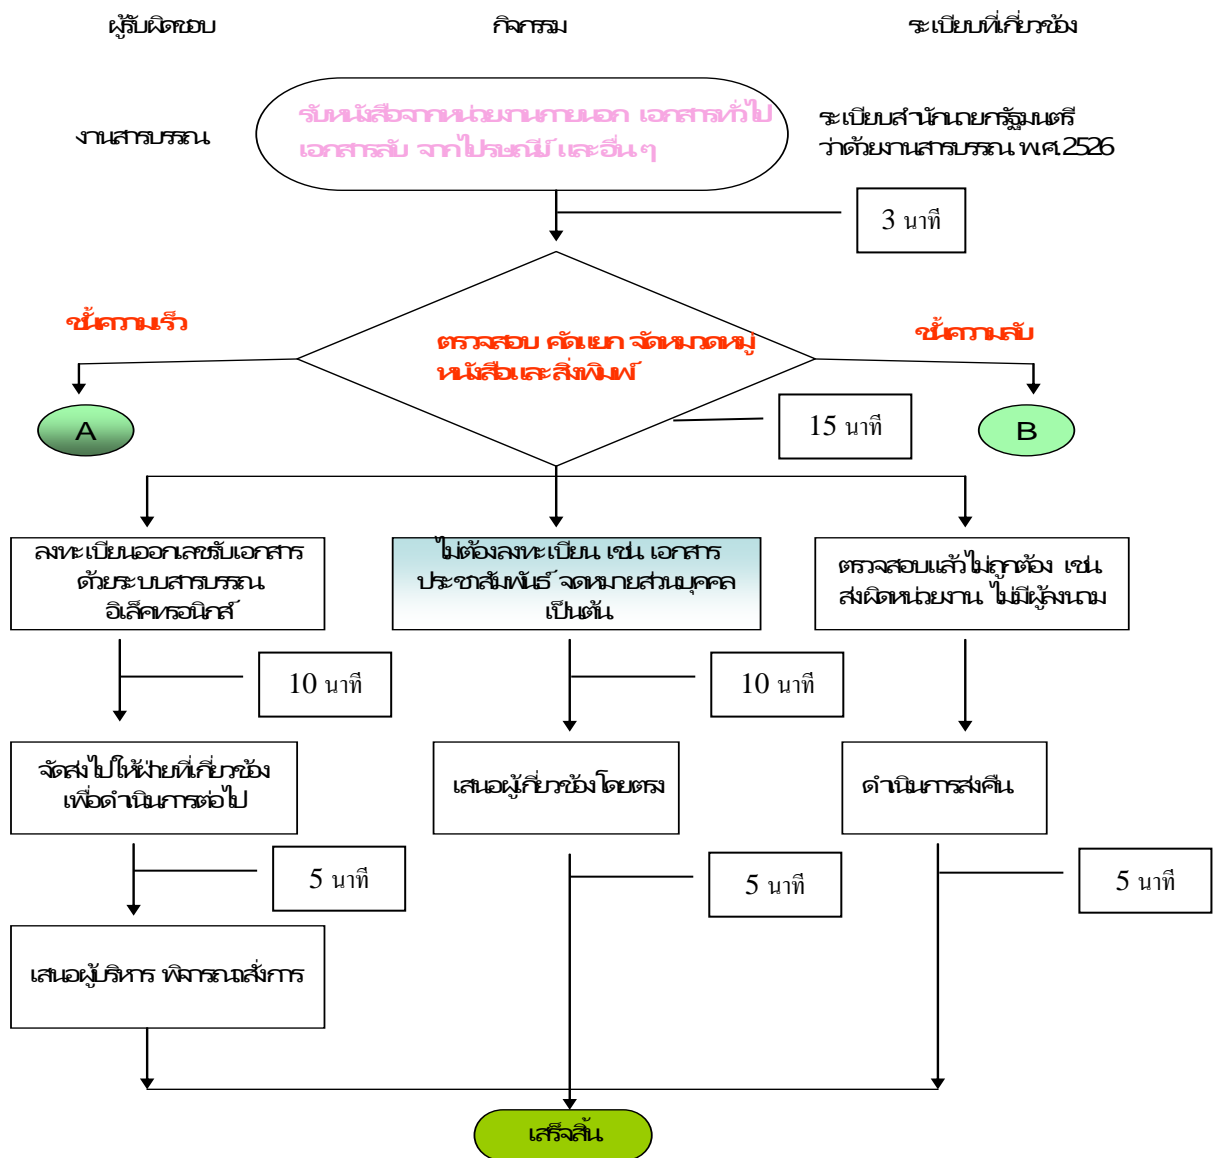 ผู้รับผิดชอบ
กิจกรรม
ระเบียบที่เกี่ยวข้อง
งานสารบรรณ
รับหนังสือจากหน่วยงานภายนอก เอกสารทั่วไป
เอกสารลับ จากไปรษณีย์ และอื่น ๆ
ระเบียบสำนักนายกรัฐมนตรี
ว่าด้วยงานสารบรรณ พ.ศ.2526
3 นาที
ชั้นความเร็ว
ตรวจสอบ คัดแยก จัดหมวดหมู่
หนังสือและสิ่งพิมพ์
ชั้นความลับ
A
15 นาที
B
ลงทะเบียนออกเลขรับเอกสาร
ด้วยระบบสารบรรณ
อิเล็คทรอนิกส์
ไม่ต้องลงทะเบียน เช่น เอกสาร
ประชาสัมพันธ์ จดหมายส่วนบุคคล
เป็นต้น
ตรวจสอบแล้วไม่ถูกต้อง เช่น
ส่งผิดหน่วยงาน ไม่มีผู้ลงนาม
10 นาที
10 นาที
จัดส่งไปให้ฝ่ายที่เกี่ยวข้อง
เพื่อดำเนินการต่อไป
เสนอผู้เกี่ยวข้องโดยตรง
ดำเนินการส่งคืน
5 นาที
5 นาที
5 นาที
เสนอผู้บริหาร พิจารณาสั่งการ
เสร็จสิ้น